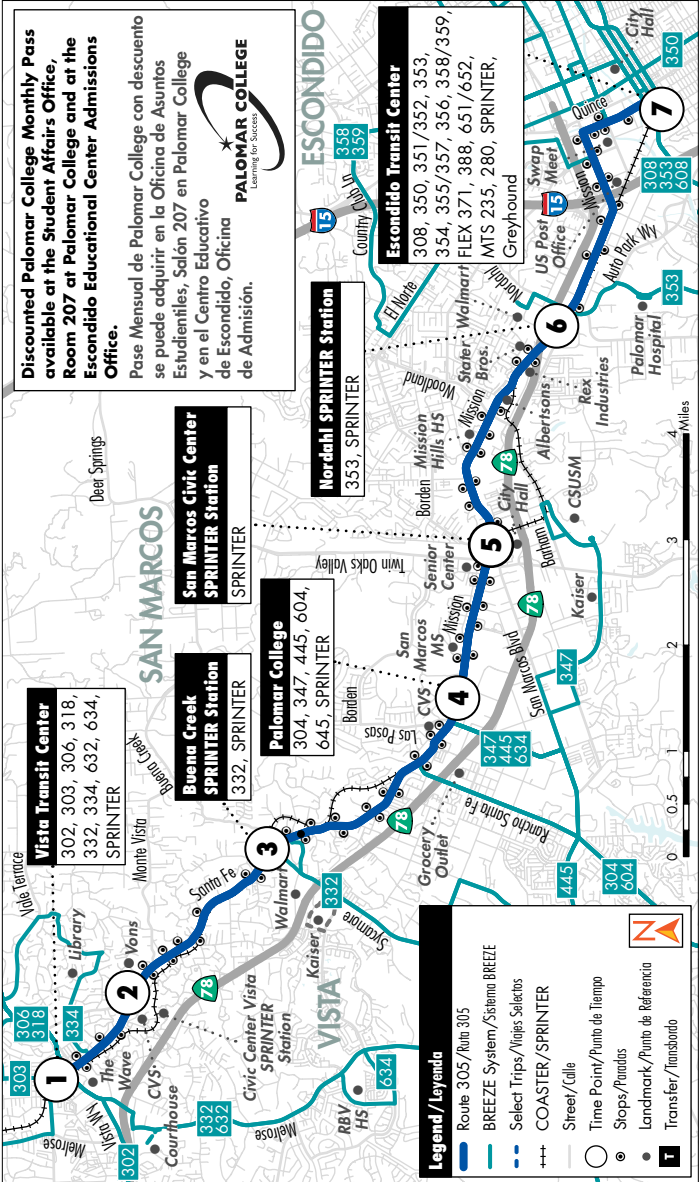 Discounted Palomar College Monthly Pass
available at the Student Affairs Office,
Room 207 at Palomar College and at the
Escondido Educational Center Admissions
Office.
Pase Mensual de Palomar College con descuento
se puede adquirir en la Oficina de Asuntos
Estudientiles, Salón 207 en Palomar College
y en el Centro Educativo
de Escondido, Oficina
de Admisión.
PALOMAR COLLEGE
Learning for Success
Vista Transit Center
302, 303, 306, 318,
332, 334, 632, 634,
SPRINTER
Buena Creek
SPRINTER Station
332, SPRINTER
Palomar College
304, 347, 445, 604,
645, SPRINTER
San Marcos Civic Center
SPRINTER Station
SPRINTER
Nordahl SPRINTER Station
353, SPRINTER
Escondido Transit Center
308, 350, 351/352, 353,
354, 355/357, 356, 358/359,
FLEX 371, 388, 651/652,
MTS 235, 280, SPRINTER,
Greyhound
SAN MARCOS
ESCONDIDO
VISTA
Deer Springs
Vale Terrace
Library
Monte Vista
Buena Creek
306
318
334
303
1
The
Wave
Vons
2
CVS
Courthouse
Civic Center Vista
SPRINTER
Station
Melrose
Vista Wy
302
332
632
Melrose
RBV
HS
634
78
Santa Fe
3
Walmart
Kaiser
332
Sycamore
78
Grocery
Outlet
Rancho Santa Fe
445
304
604
Las Posas
Borden
CVS
4
347
445
634
San
Marcos
MS
Mission
Senior
Center
Twin Oaks Valley
5
City
Hall
78
San Marcos Blvd
347
Kaiser
CSUSM
Barham
78
Borden
Mission
Hills HS
Mission
Woodland
Stater
Bros.
Walmart
Albertsons
Rex
Industries
6
Nordahl
El Norte
Country Club Ln
358
359
15
US Post
Office
15
Swap
Meet
Mission
Auto Park Wy
Palomar
Hospital
353
Quince
7
City
Hall
350
308
353
608
0
0.5
1
2
3
4
Miles
Legend/Leyenda
Route 305/Ruta 305
BREEZE System/Sistema BREEZE
Select Trips/Viajes Selectos
COASTER/SPRINTER
Street/Calle
Time Point/Punto de Tiempo
Stops/Paradas
Landmark/Punto de Referencia
T Transfer/Transbordo
N